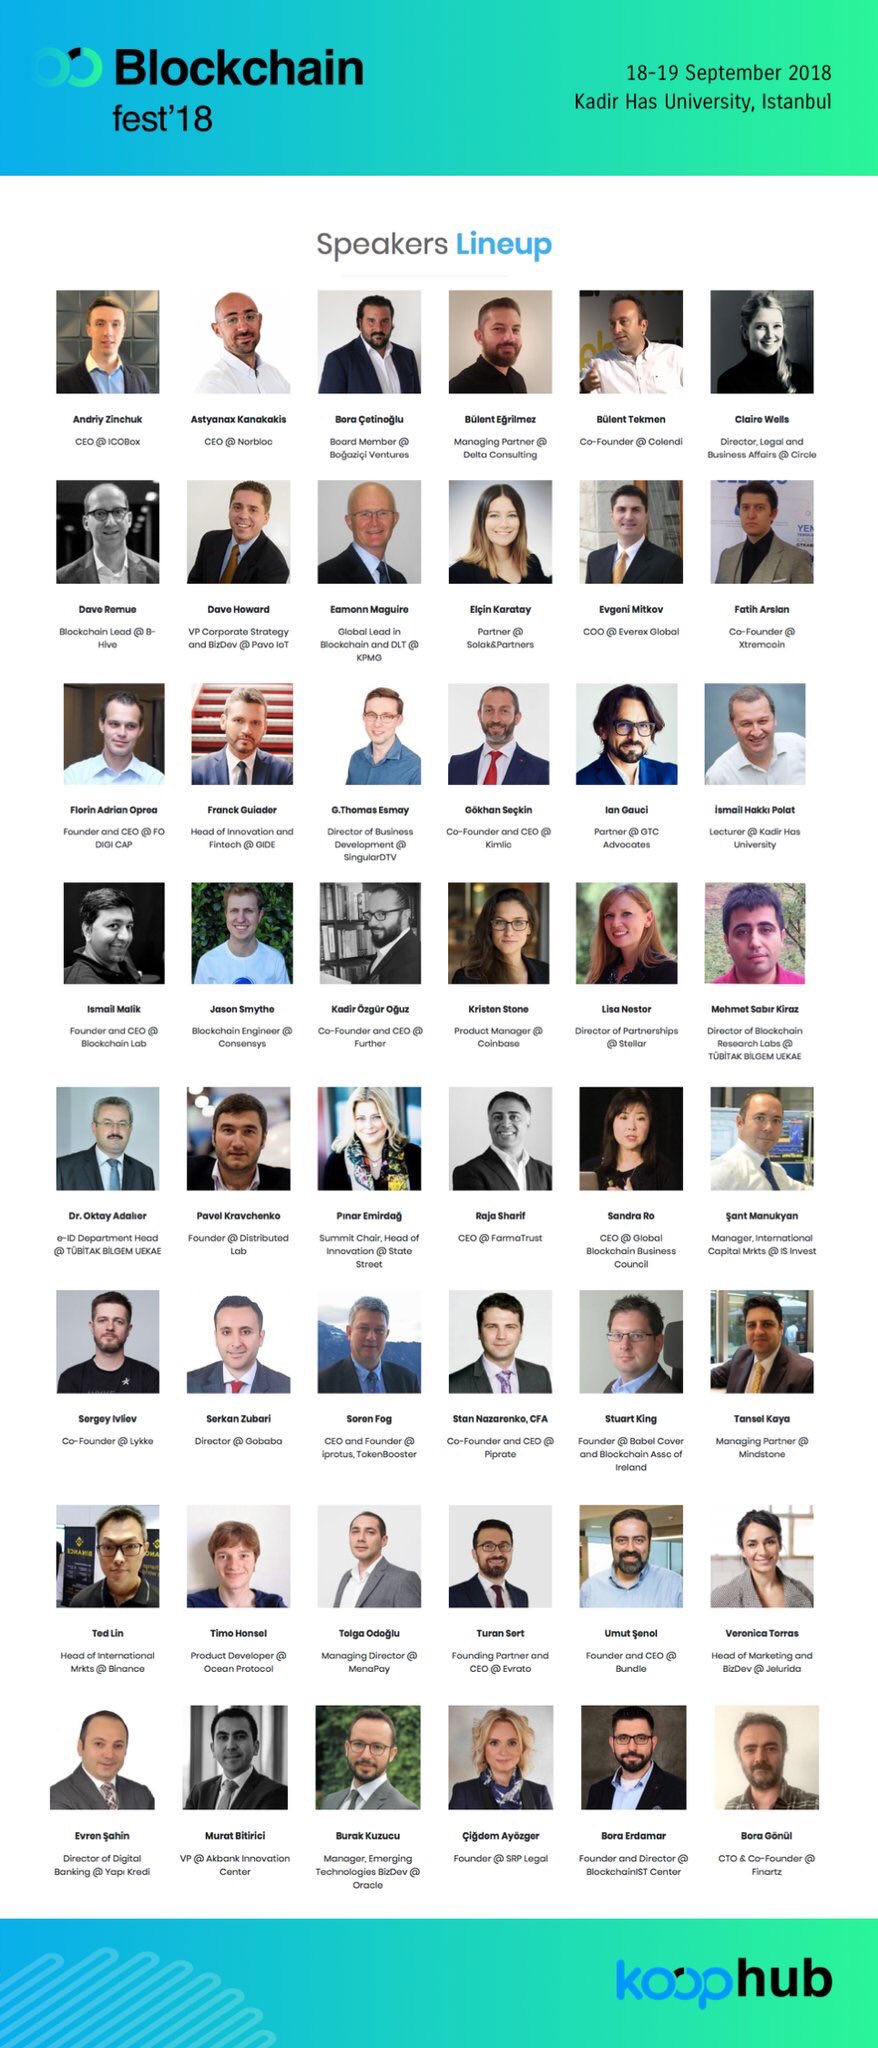 Blockchain
fest'18
18-19 September 2018
Kadir Has University, Istanbul
Speakers Lineup
Andriy Zinchuk
CEO @ ICOBox
Astyanax Kanakakis
CEO @ Norbloc
Bora Çetinoğlu
Board Member @
Boğaziçi Ventures
Bülent Eğrilmez
Managing Partner @
Delta Consulting
Bülent Tekmen
Co-Founder @ Colendi
Claire Wells
Director, Legal and
Business Affairs @ Circle
Dave Remue
Blockchain Lead @ B-
Hive
Dave Howard
VP Corporate Strategy
and BizDev @ Pavo IoT
Eamonn Maguire
Global Lead in
Blockchain and DLT @
KPMG
Elçin Karatay
Partner @
Solak&Partners
Evgeni Mitkov
COO @ Everex Global
Fatih Arslan
Co-Founder @
Xtremcoin
Florin Adrian Oprea
Founder and CEO @ FO
DIGI CAP
Franck Guiader
Head of Innovation and
Fintech @ GIDE
G.Thomas Esmay
Director of Business
Development @
SingularDTV
Gökhan Seçkin
Co-Founder and CEO @
Kimlic
Ian Gauci
Partner @ GTC
Advocates
İsmail Hakkı Polat
Lecturer @ Kadir Has
University
Ismail Malik
Founder and CEO @
Blockchain Lab
Jason Smythe
Blockchain Engineer @
Consensys
Kadir Özgür Oğuz
Co-Founder and CEO @
Further
Kristen Stone
Product Manager @
Coinbase
Lisa Nestor
Director of Partnerships
@ Stellar
Mehmet Sabır Kiraz
Director of Blockchain
Research Labs @
TÜBİTAK BİLGEM UEKAE
Dr. Oktay Adalıer
e-ID Department Head
@ TÜBİTAK BİLGEM UEKAE
Pavel Kravchenko
Founder @ Distributed
Lab
Pınar Emirdağ
Summit Chair, Head of
Innovation @ State
Street
Raja Sharif
CEO @ FarmaTrust
Sandra Ro
CEO @ Global
Blockchain Business
Council
Şant Manukyan
Manager, International
Capital Mrkts @ IS Invest
Sergey Ivliev
Co-Founder @ Lykke
Serkan Zubari
Director @ Gobaba
Soren Fog
CEO and Founder @
iprotus, TokenBooster
Stan Nazarenko, CFA
Co-Founder and CEO @
Piprate
Stuart King
Founder @ Babel Cover
and Blockchain Assc of
Ireland
Tansel Kaya
Managing Partner @
Mindstone
Ted Lin
Head of International
Mrkts @ Binance
Timo Honsel
Product Developer @
Ocean Protocol
Tolga Odoğlu
Managing Director @
MenaPay
Turan Sert
Founding Partner and
CEO @ Evrato
Umut Şenol
Founder and CEO @
Bundle
Veronica Torras
Head of Marketing and
BizDev @ Jelurida
Evren Şahin
Director of Digital
Banking @ Yapı Kredi
Murat Bitirici
VP @ Akbank Innovation
Center
Burak Kuzucu
Manager, Emerging
Technologies BizDev @
Oracle
Çiğdem Ayözger
Founder @ SRP Legal
Bora Erdamar
Founder and Director @
BlockchainIST Center
Bora Gönül
CTO & Co-Founder @
Finartz
koophub